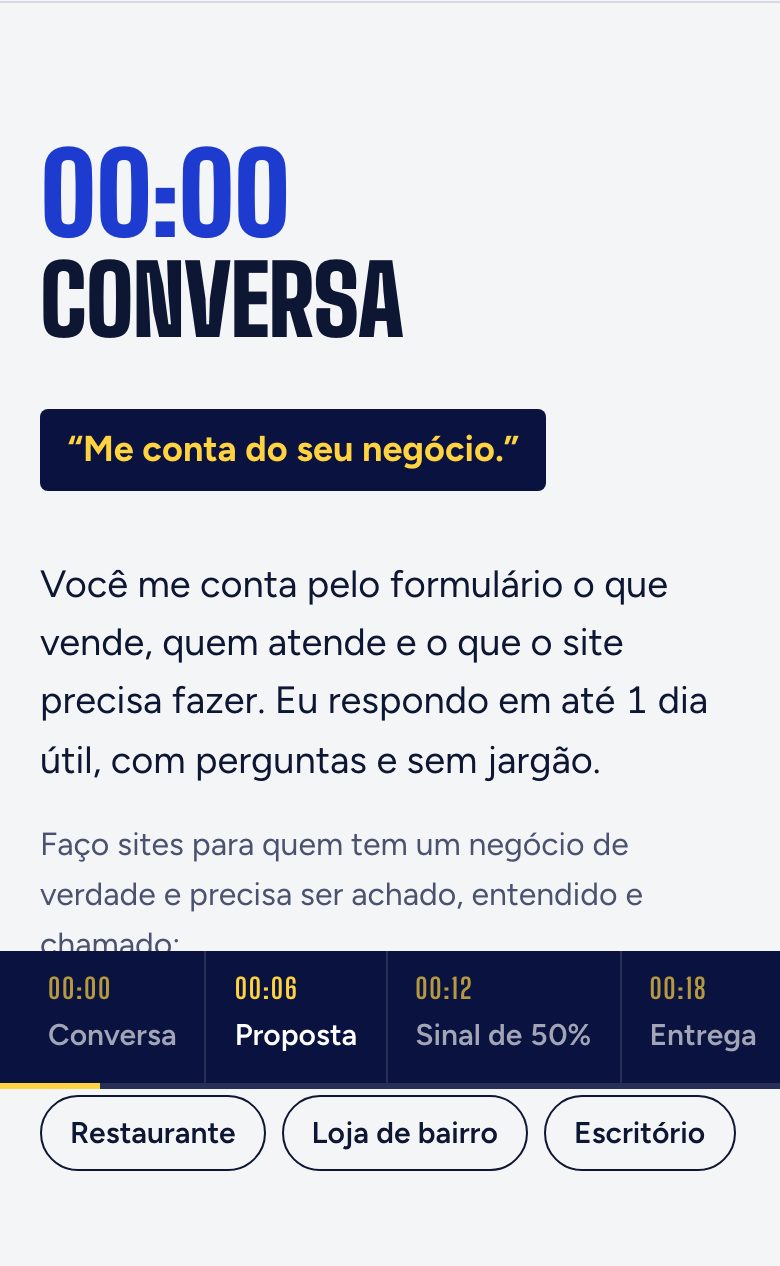 00:00
CONVERSA
“Me conta do seu negócio.”
Você me conta pelo formulário o que
vende, quem atende e o que o site
precisa fazer. Eu respondo em até 1 dia
útil, com perguntas e sem jargão.
Faço sites para quem tem um negócio de
verdade e precisa ser achado, entendido e
chamado:
00:00 00:06 00:12 00:18
Conversa Proposta Sinal de 50% Entrega
Restaurante Loja de bairro Escritório